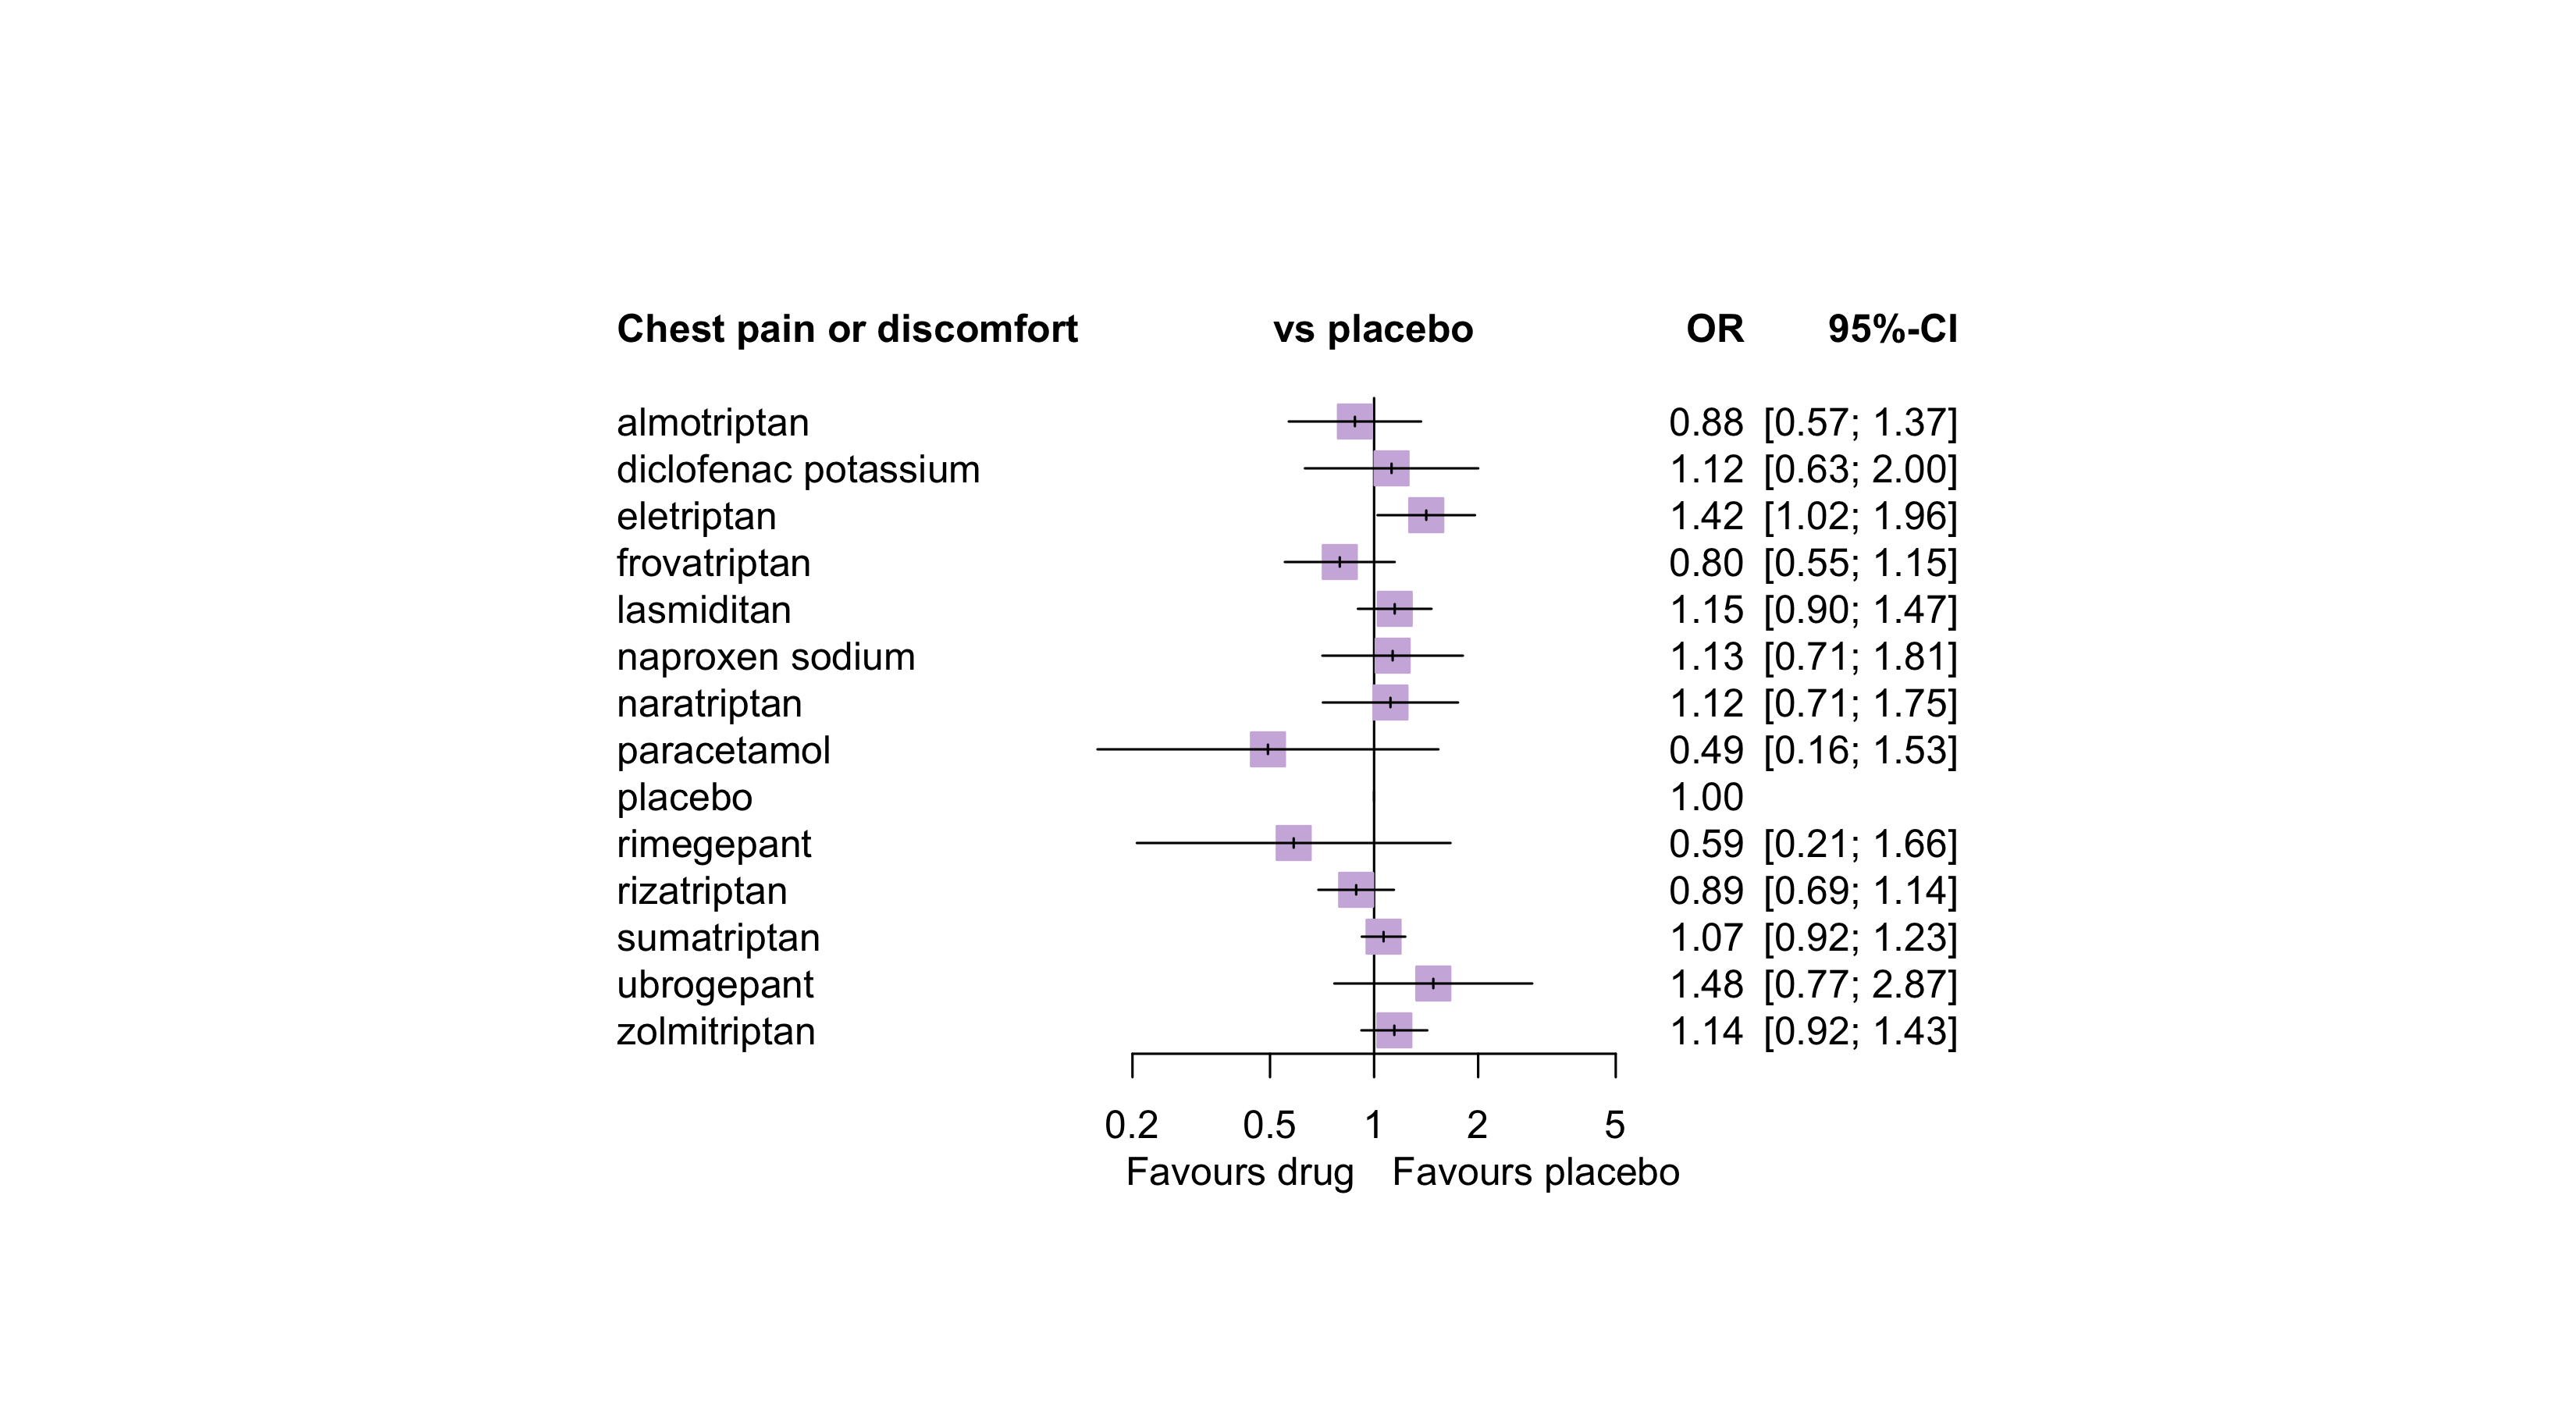 Chest pain or discomfort vs placebo OR 95%-CI
almotriptan 0.88 [0.57; 1.37]
diclofenac potassium 1.12 [0.63; 2.00]
eletriptan 1.42 [1.02; 1.96]
frovatriptan 0.80 [0.55; 1.15]
lasmiditan 1.15 [0.90; 1.47]
naproxen sodium 1.13 [0.71; 1.81]
naratriptan 1.12 [0.71; 1.75]
paracetamol 0.49 [0.16; 1.53]
placebo 1.00
rimegepant 0.59 [0.21; 1.66]
rizatriptan 0.89 [0.69; 1.14]
sumatriptan 1.07 [0.92; 1.23]
ubrogepant 1.48 [0.77; 2.87]
zolmitriptan 1.14 [0.92; 1.43]
0.2 0.5 1 2 5
Favours drug Favours placebo